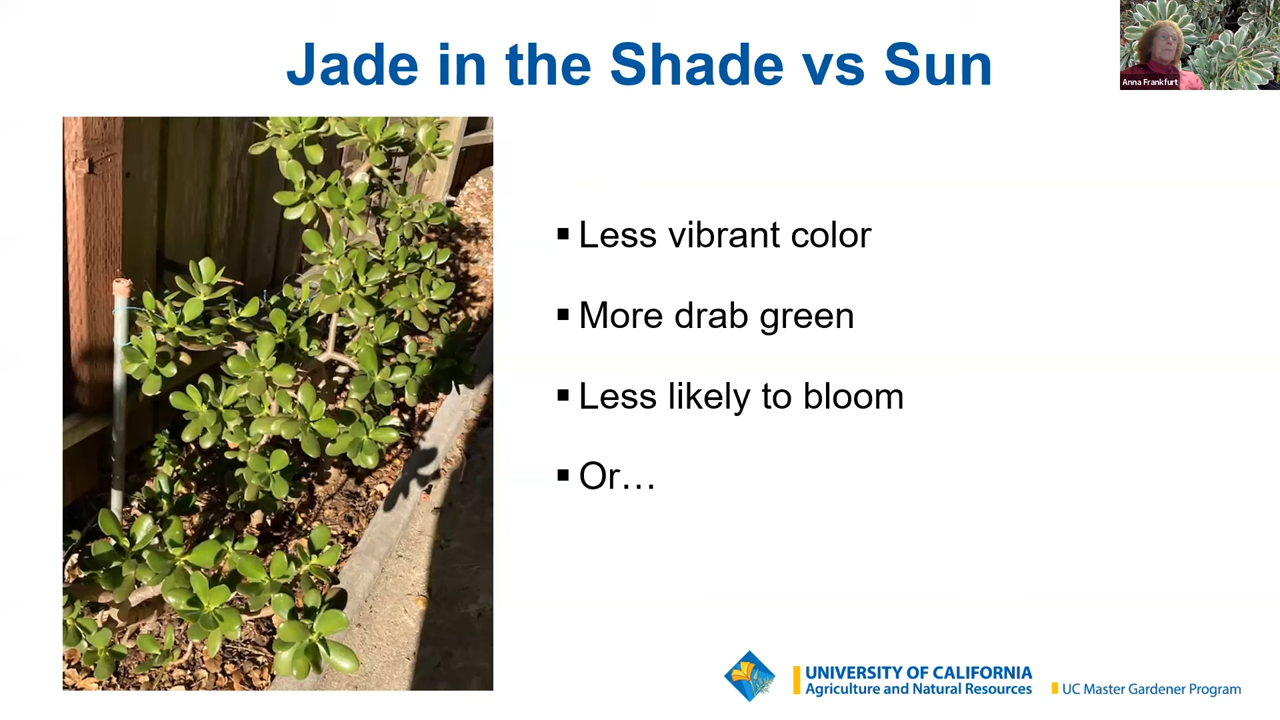 Jade in the Shade vs Sun
Anna Frankfurt
Less vibrant color
More drab green
Less likely to bloom
Or…
UNIVERSITY OF CALIFORNIA
Agriculture and Natural Resources
UC Master Gardener Program